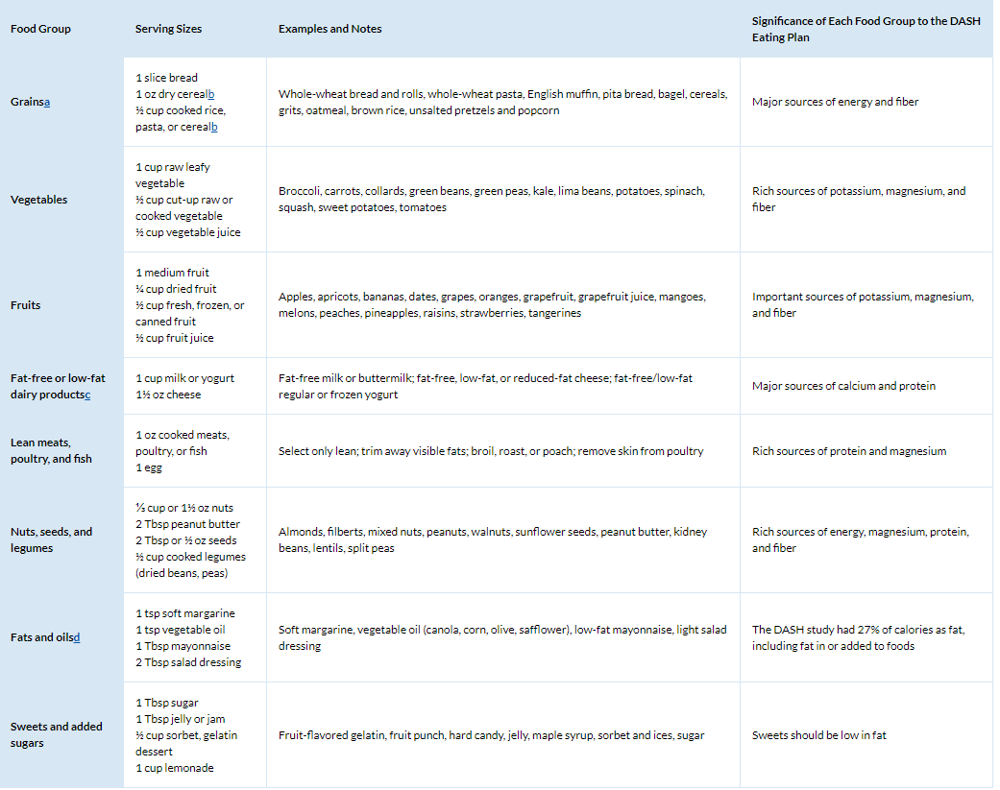 Food Group
Serving Sizes
Examples and Notes
Significance of Each Food Group to the DASH
Eating Plan
Grainsa
1 slice bread
1 oz dry cerealb
½ cup cooked rice,
pasta, or cerealb
Whole-wheat bread and rolls, whole-wheat pasta, English muffin, pita bread, bagel, cereals,
grits, oatmeal, brown rice, unsalted pretzels and popcorn
Major sources of energy and fiber
Vegetables
1 cup raw leafy
vegetable
½ cup cut-up raw or
cooked vegetable
½ cup vegetable juice
Broccoli, carrots, collards, green beans, green peas, kale, lima beans, potatoes, spinach,
squash, sweet potatoes, tomatoes
Rich sources of potassium, magnesium, and
fiber
Fruits
1 medium fruit
¼ cup dried fruit
½ cup fresh, frozen, or
canned fruit
½ cup fruit juice
Apples, apricots, bananas, dates, grapes, oranges, grapefruit, grapefruit juice, mangoes,
melons, peaches, pineapples, raisins, strawberries, tangerines
Important sources of potassium, magnesium,
and fiber
Fat-free or low-fat
dairy productsc
1 cup milk or yogurt
1½ oz cheese
Fat-free milk or buttermilk; fat-free, low-fat, or reduced-fat cheese; fat-free/low-fat
regular or frozen yogurt
Major sources of calcium and protein
Lean meats,
poultry, and fish
1 oz cooked meats,
poultry, or fish
1 egg
Select only lean; trim away visible fats; broil, roast, or poach; remove skin from poultry
Rich sources of protein and magnesium
Nuts, seeds, and
legumes
⅓ cup or 1½ oz nuts
2 Tbsp peanut butter
2 Tbsp or ½ oz seeds
½ cup cooked legumes
(dried beans, peas)
Almonds, filberts, mixed nuts, peanuts, walnuts, sunflower seeds, peanut butter, kidney
beans, lentils, split peas
Rich sources of energy, magnesium, protein,
and fiber
Fats and oilsd
1 tsp soft margarine
1 tsp vegetable oil
1 Tbsp mayonnaise
2 Tbsp salad dressing
Soft margarine, vegetable oil (canola, corn, olive, safflower), low-fat mayonnaise, light salad
dressing
The DASH study had 27% of calories as fat,
including fat in or added to foods
Sweets and added
sugars
1 Tbsp sugar
1 Tbsp jelly or jam
½ cup sorbet, gelatin
dessert
1 cup lemonade
Fruit-flavored gelatin, fruit punch, hard candy, jelly, maple syrup, sorbet and ices, sugar
Sweets should be low in fat